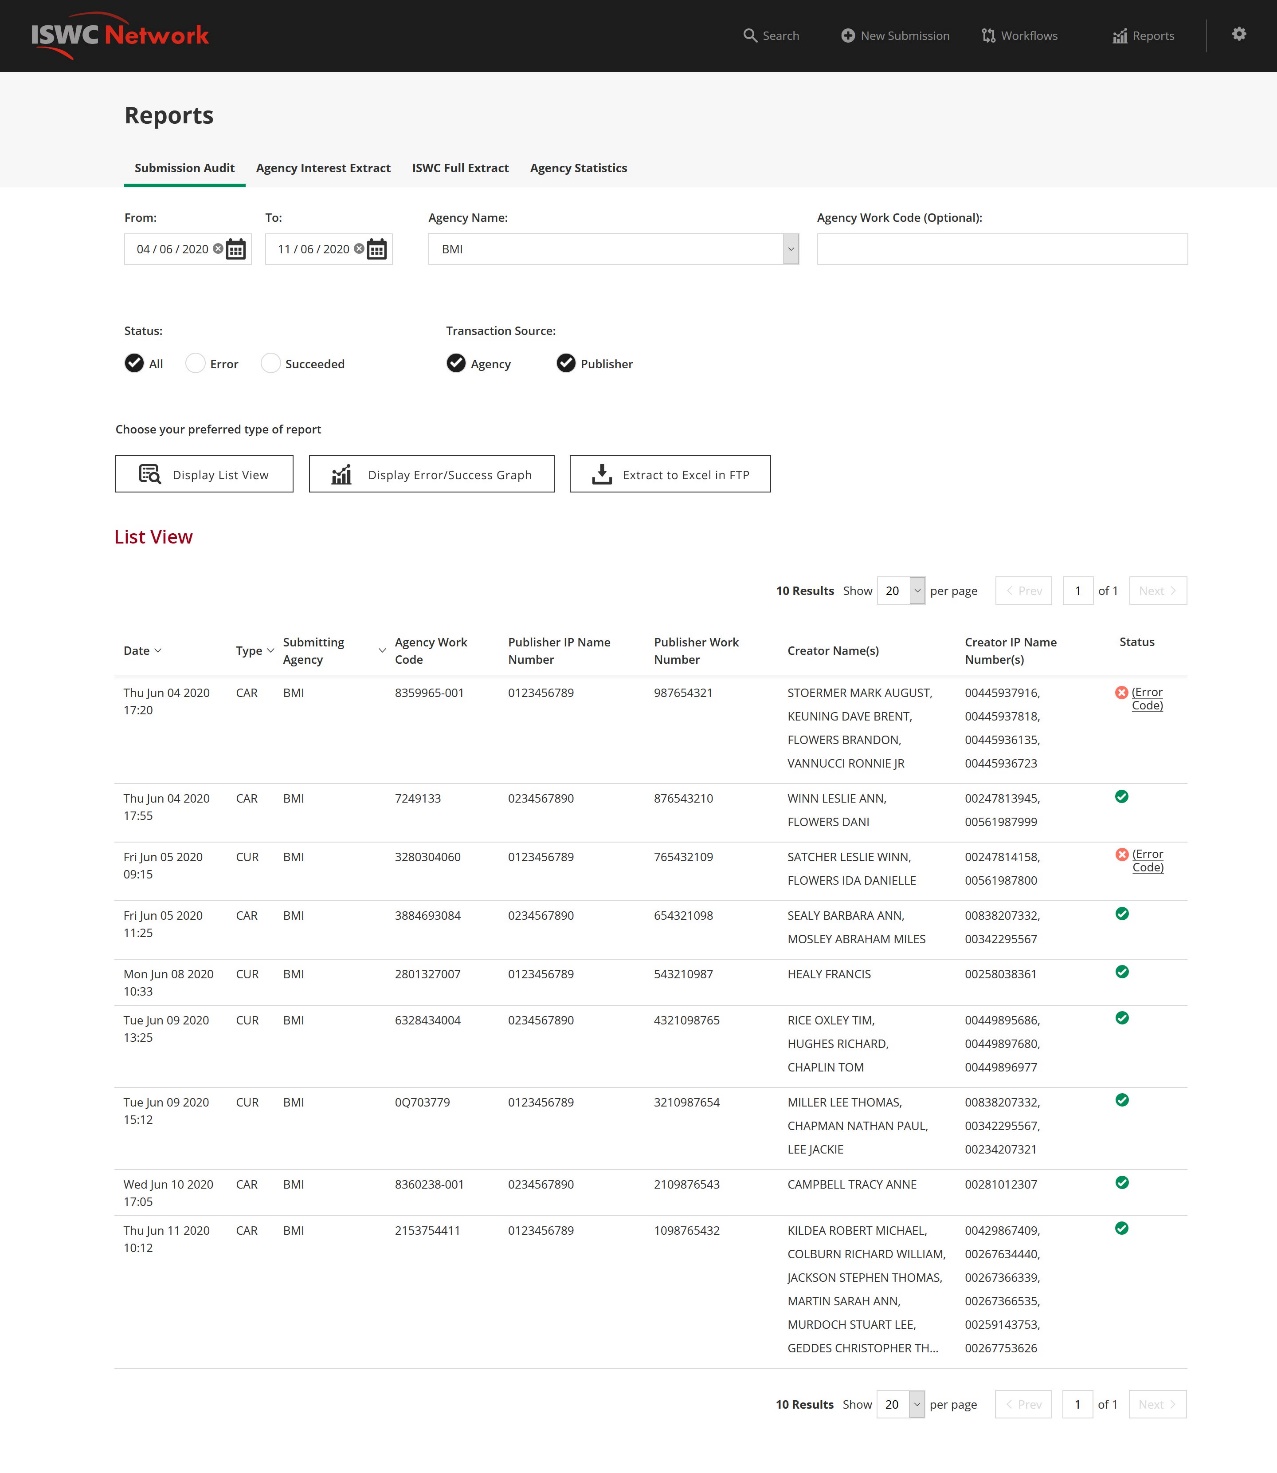 ISWC Network
Search New Submission Workflows Reports
Reports
Submission Audit Agency Interest Extract ISWC Full Extract Agency Statistics
From: To: Agency Name: Agency Work Code (Optional):
04 / 06 / 2020 11 / 06 / 2020 BMI
Status: Transaction Source:
All Error Succeeded Agency Publisher
Choose your preferred type of report
Display List View Display Error/Success Graph Extract to Excel in FTP
List View
10 Results Show 20 per page < Prev 1 of 1 Next >
Date Type Submitting Agency Agency Work Code Publisher IP Name Number Publisher Work Number Creator Name(s) Creator IP Name Number(s) Status
Thu Jun 04 2020 CAR BMI 8359965-001 0123456789 987654321 STOERMER MARK AUGUST, 00445937916, (Error
17:20 Code)
KEUNING DAVE BRENT, 00445937818,
FLOWERS BRANDON, 00445936135,
VANNUCCI RONNIE JR 00445936723
Thu Jun 04 2020 CAR BMI 7249133 0234567890 876543210 WINN LESLIE ANN, 00247813945,
17:55 FLOWERS DANI 00561987999
Fri Jun 05 2020 CUR BMI 3280304060 0123456789 765432109 SATCHER LESLIE WINN, 00247814158, (Error
09:15 FLOWERS IDA DANIELLE 00561987800 Code)
Fri Jun 05 2020 CAR BMI 3884693084 0234567890 654321098 SEALY BARBARA ANN, 00838207332,
11:25 MOSLEY ABRAHAM MILES 00342295567
Mon Jun 08 2020 CUR BMI 2801327007 0123456789 543210987 HEALY FRANCIS 00258038361
10:33
Tue Jun 09 2020 CUR BMI 6328434004 0234567890 4321098765 RICE OXLEY TIM, 00449895686,
13:25 HUGHES RICHARD, 00449897680,
CHAPLIN TOM 00449896977
Tue Jun 09 2020 CUR BMI 0Q703779 0123456789 3210987654 MILLER LEE THOMAS, 00838207332,
15:12 CHAPMAN NATHAN PAUL, 00342295567,
LEE JACKIE 00234207321
Wed Jun 10 2020 CAR BMI 8360238-001 0234567890 2109876543 CAMPBELL TRACY ANNE 00281012307
17:05
Thu Jun 11 2020 CAR BMI 2153754411 0123456789 1098765432 KILDEA ROBERT MICHAEL, 00429867409,
10:12 COLBURN RICHARD WILLIAM, 00267634440,
JACKSON STEPHEN THOMAS, 00267366339,
MARTIN SARAH ANN, 00267366535,
MURDOCH STUART LEE, 00259143753,
GEDDES CHRISTOPHER TH... 00267753626
10 Results Show 20 per page < Prev 1 of 1 Next >